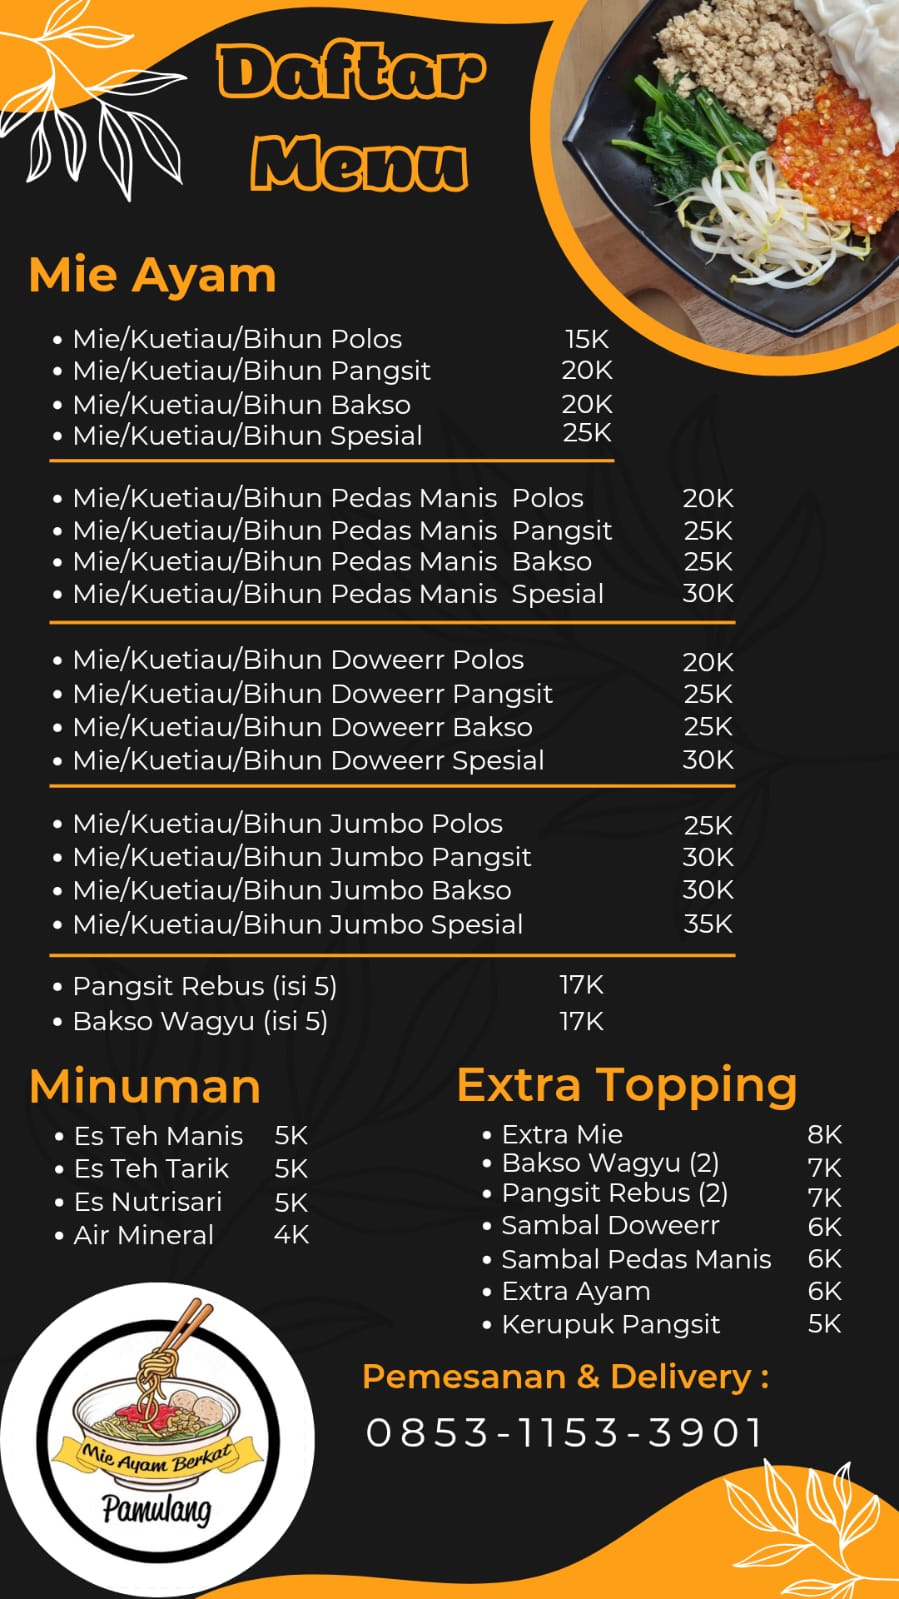 Daftar
Menu
Mie Ayam
• Mie/Kuetiau/Bihun Polos 15K
• Mie/Kuetiau/Bihun Pangsit 20K
• Mie/Kuetiau/Bihun Bakso 20K
• Mie/Kuetiau/Bihun Spesial 25K
• Mie/Kuetiau/Bihun Pedas Manis Polos 20K
• Mie/Kuetiau/Bihun Pedas Manis Pangsit 25K
• Mie/Kuetiau/Bihun Pedas Manis Bakso 25K
• Mie/Kuetiau/Bihun Pedas Manis Spesial 30K
• Mie/Kuetiau/Bihun Doweerr Polos 20K
• Mie/Kuetiau/Bihun Doweerr Pangsit 25K
• Mie/Kuetiau/Bihun Doweerr Bakso 25K
• Mie/Kuetiau/Bihun Doweerr Spesial 30K
• Mie/Kuetiau/Bihun Jumbo Polos 25K
• Mie/Kuetiau/Bihun Jumbo Pangsit 30K
• Mie/Kuetiau/Bihun Jumbo Bakso 30K
• Mie/Kuetiau/Bihun Jumbo Spesial 35K
• Pangsit Rebus (isi 5) 17K
• Bakso Wagyu (isi 5) 17K
Minuman
• Es Teh Manis 5K
• Es Teh Tarik 5K
• Es Nutrisari 5K
• Air Mineral 4K
Extra Topping
• Extra Mie 8K
• Bakso Wagyu (2) 7K
• Pangsit Rebus (2) 7K
• Sambal Doweerr 6K
• Sambal Pedas Manis 6K
• Extra Ayam 6K
• Kerupuk Pangsit 5K
Pemesanan & Delivery :
0853-1153-3901
Mie Ayam Berkat
Pamulang